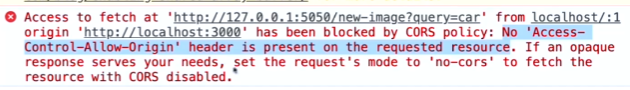 Access to fetch at 'http://127.0.0.1:5050/new-image?query=car' from localhost/:1
origin 'http://localhost:3000' has been blocked by CORS policy: No 'Access-
Control-Allow-Origin' header is present on the requested resource. If an opaque
response serves your needs, set the request's mode to 'no-cors' to fetch the
resource with CORS disabled.